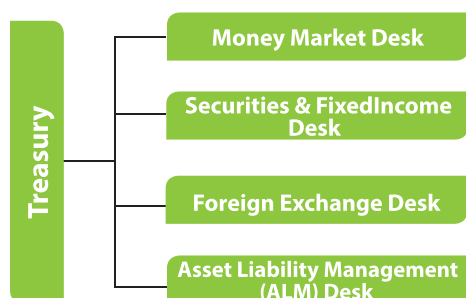 Treasury
Money Market Desk
Securities & FixedIncome
Desk
Foreign Exchange Desk
Asset Liability Management
(ALM) Desk